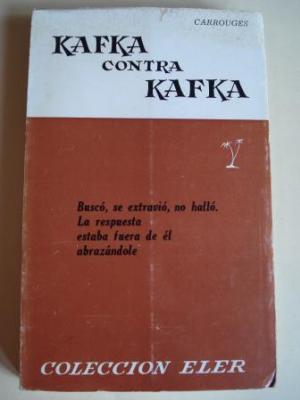 CARROUGES
KAFKA
CONTRA
KAFKA
Buscó, se extravió, no halló.
La respuesta
estaba fuera de él
abrazándole
COLECCION ELER